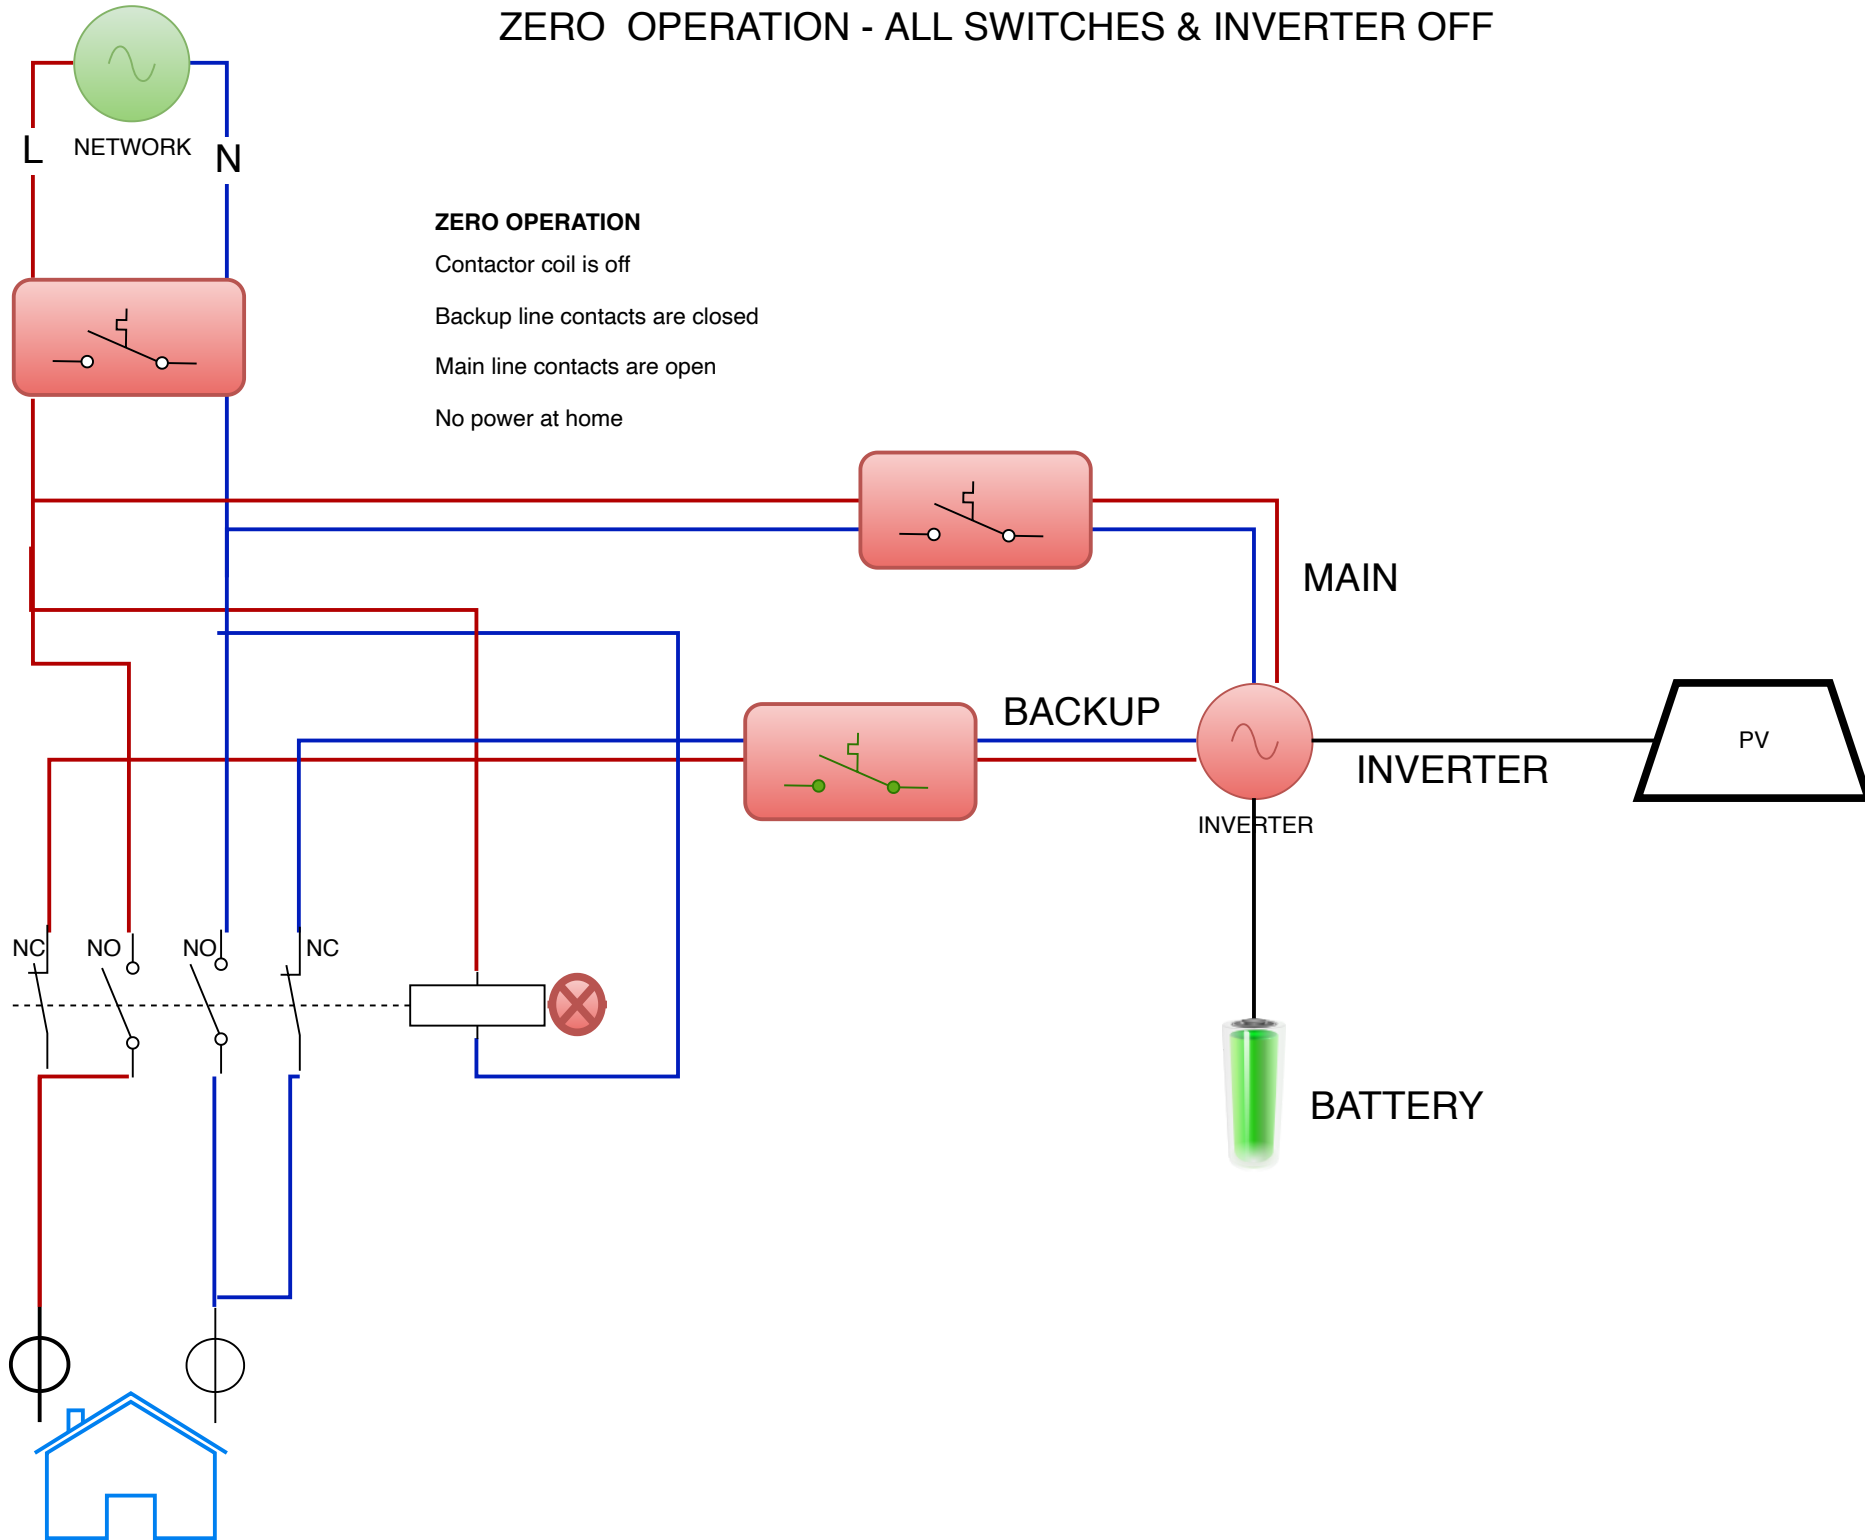 ZERO  OPERATION - ALL SWITCHES & INVERTER OFF
L
NETWORK
N
ZERO OPERATION
Contactor coil is off
Backup line contacts are closed
Main line contacts are open
No power at home
MAIN
BACKUP
PV
INVERTER
INVERTER
NC
NO
NO
NC
BATTERY